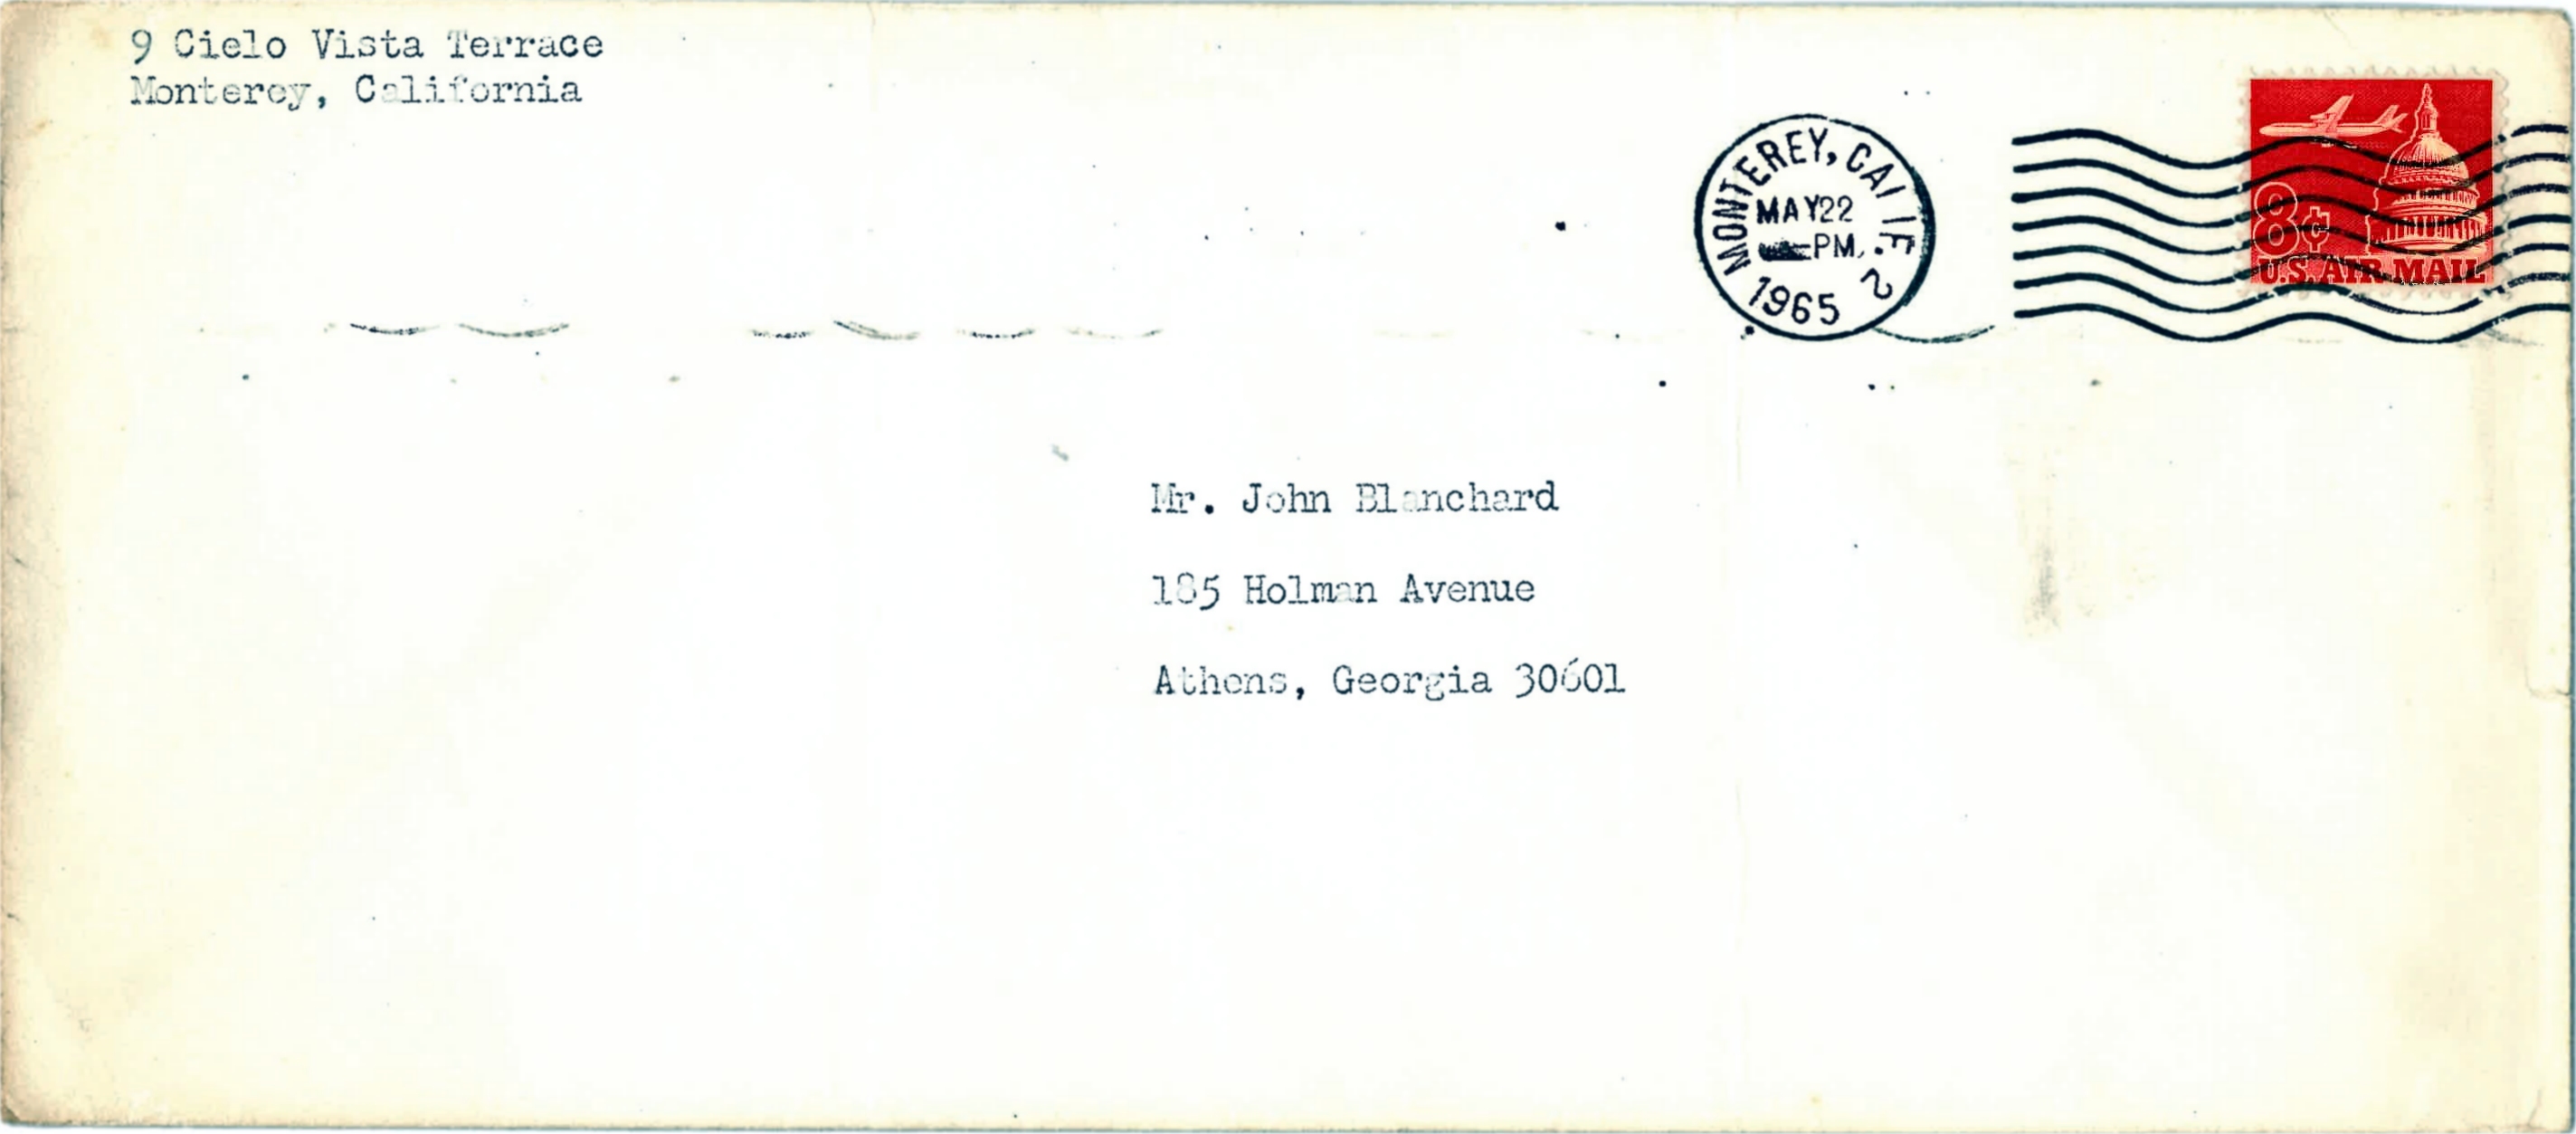 9 Cielo Vista Terrace
Monterey, California
MONTEREY, CALIF. 2
MAY 22
PM
1965
8¢
U.S. AIR MAIL
Mr. John Blanchard
185 Holman Avenue
Athens, Georgia 30601